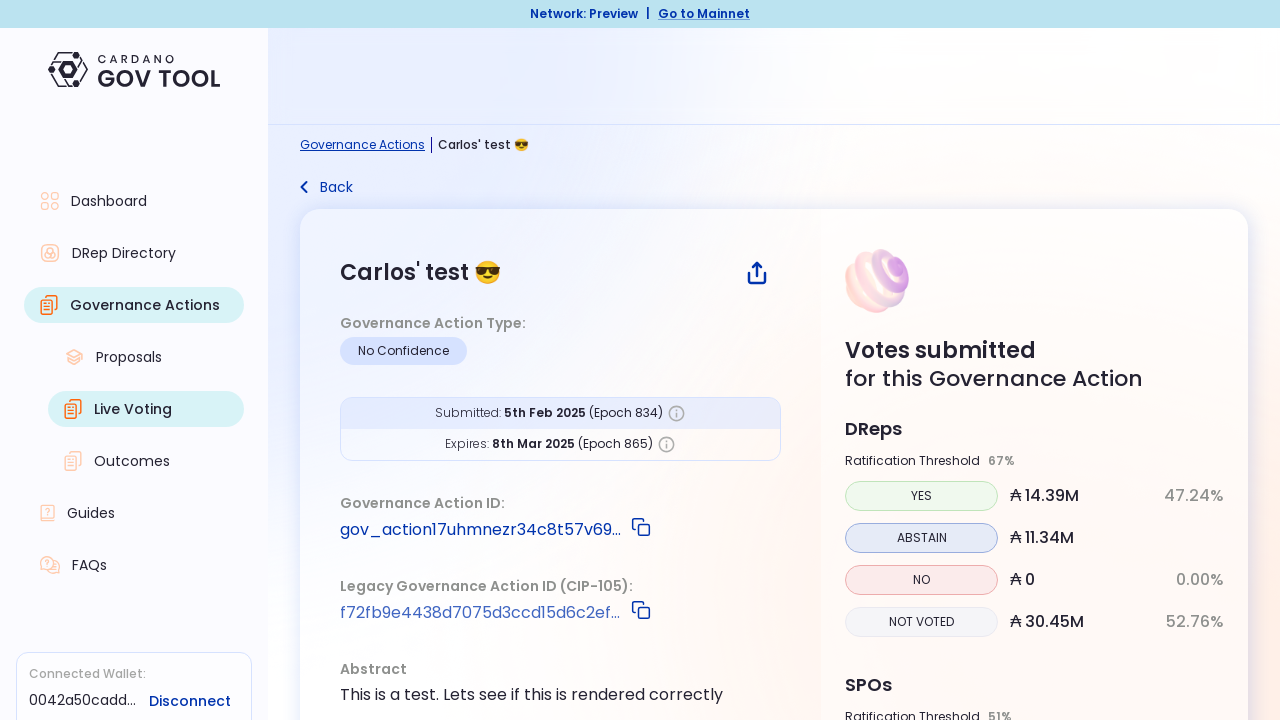 Network: Preview | Go to Mainnet
CARDANO
GOV TOOL
Dashboard
DRep Directory
Governance Actions
Proposals
Live Voting
Outcomes
Guides
FAQs
Connected Wallet:
0042a50cadd... Disconnect
Governance Actions | Carlos' test 😎
Back
Carlos' test 😎
Governance Action Type:
No Confidence
Submitted: 5th Feb 2025 (Epoch 834)
Expires: 8th Mar 2025 (Epoch 865)
Governance Action ID:
gov_action17uhmnezr34c8t57v69...
Legacy Governance Action ID (CIP-105):
f72fb9e4438d7075d3ccd15d6c2ef...
Abstract
This is a test. Lets see if this is rendered correctly
Votes submitted
for this Governance Action
DReps
Ratification Threshold 67%
YES ₳ 14.39M 47.24%
ABSTAIN ₳ 11.34M
NO ₳ 0 0.00%
NOT VOTED ₳ 30.45M 52.76%
SPOs
Ratification Threshold 51%